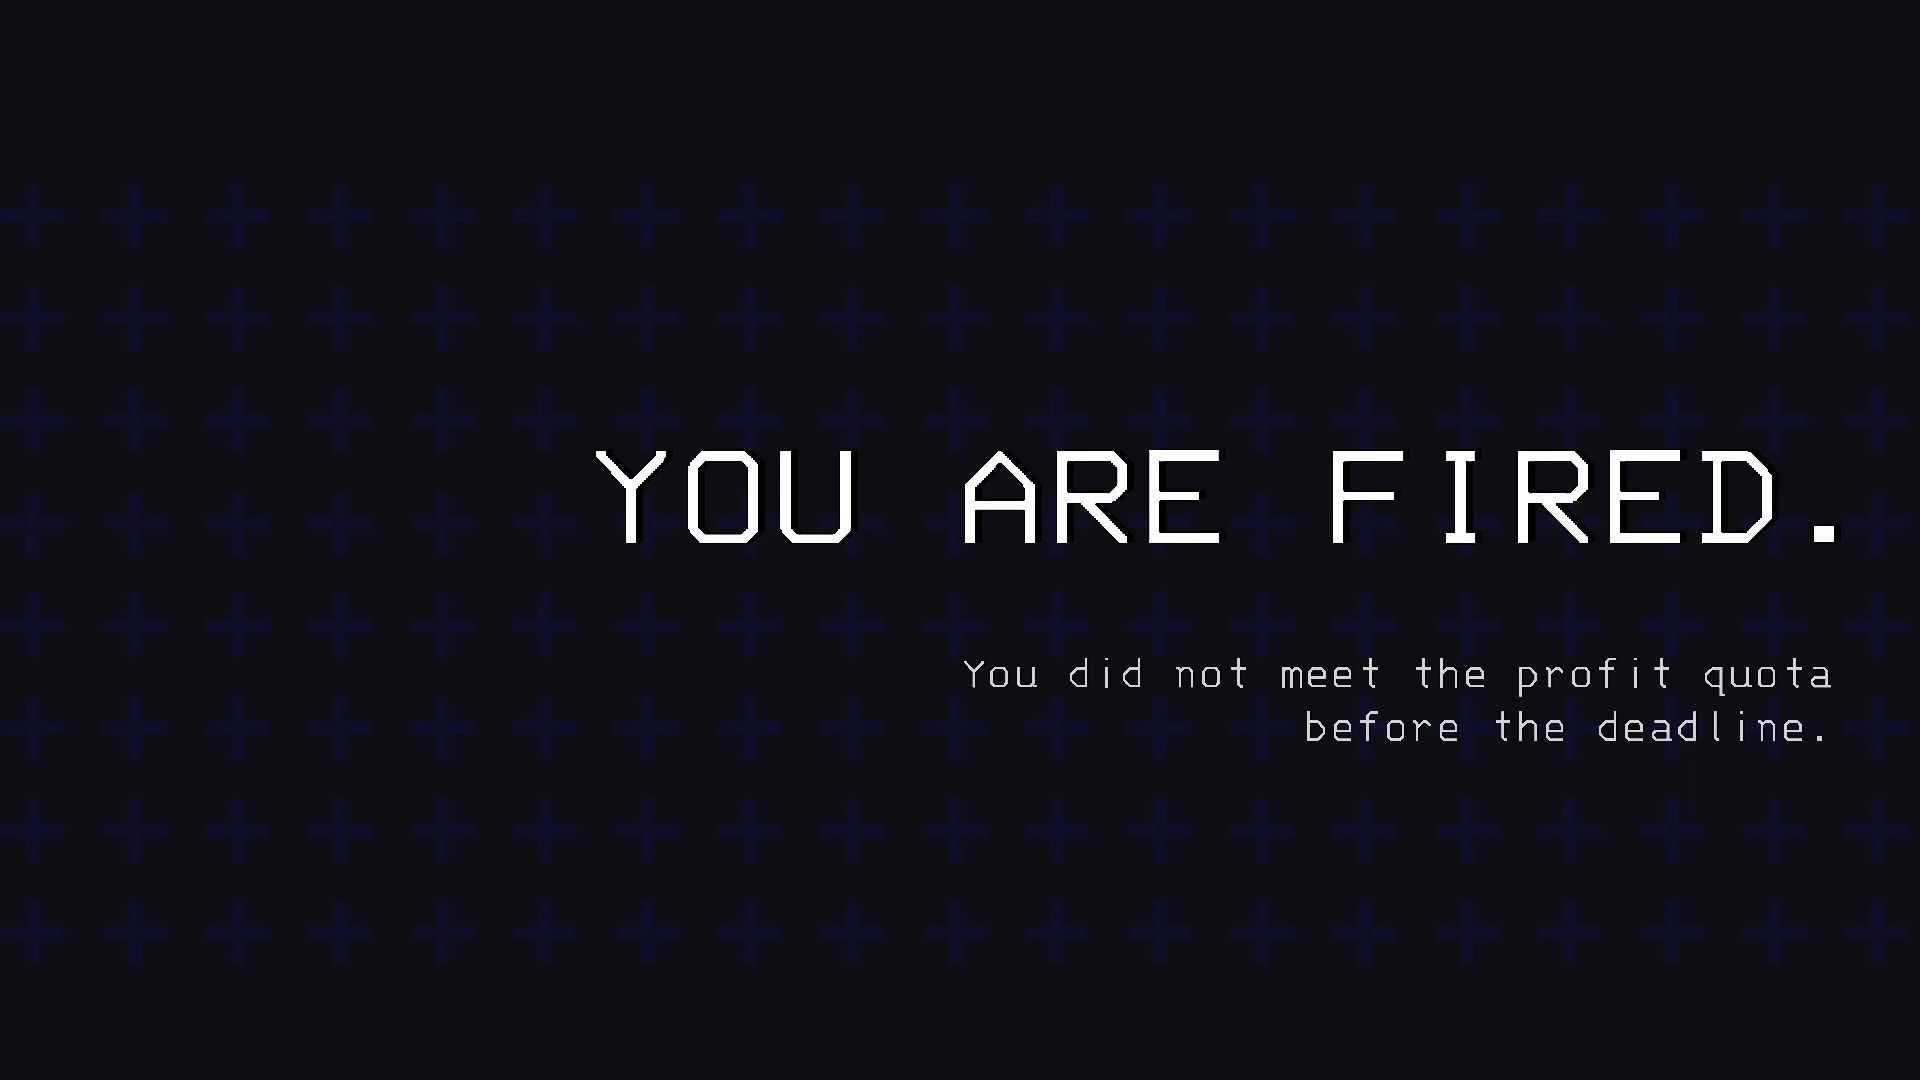 YOU ARE FIRED.
You did not meet the profit quota
before the deadline.